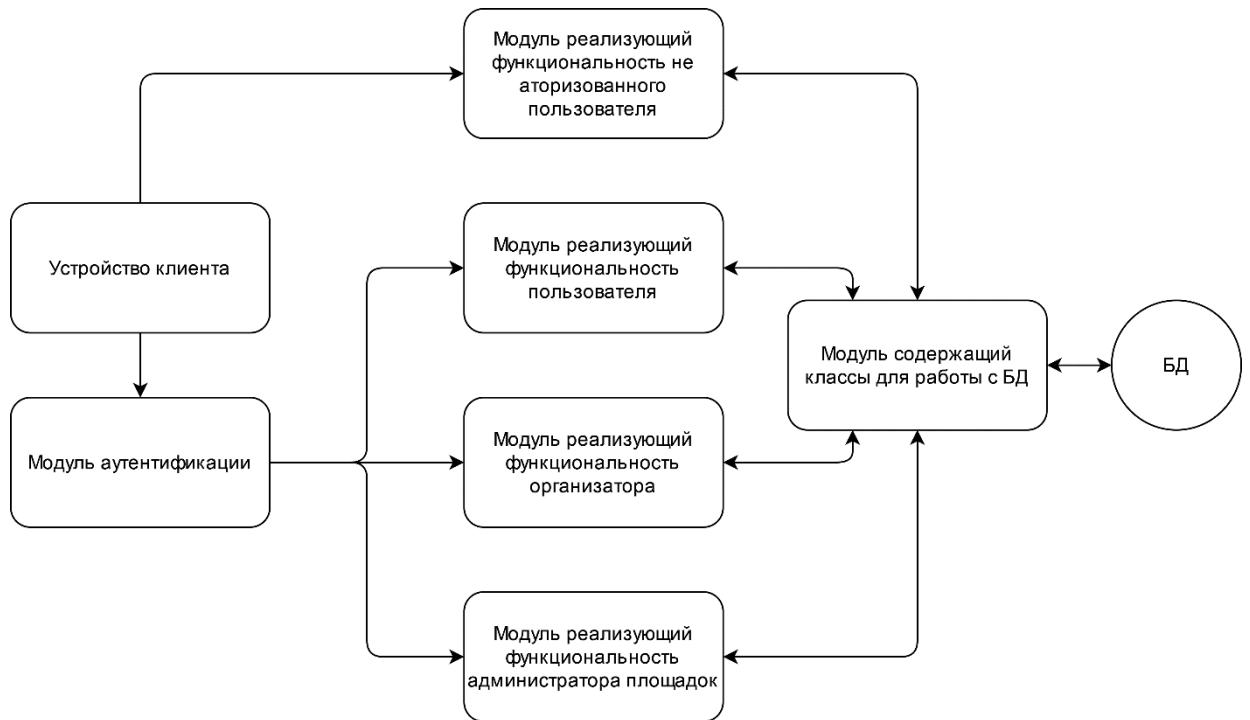 Модуль реализующий
функциональность не
аторизованного
пользователя
Устройство клиента
Модуль реализующий
функциональность
пользователя
Модуль содержащий
классы для работы с БД
БД
Модуль аутентификации
Модуль реализующий
функциональность
организатора
Модуль реализующий
функциональность
администратора площадок